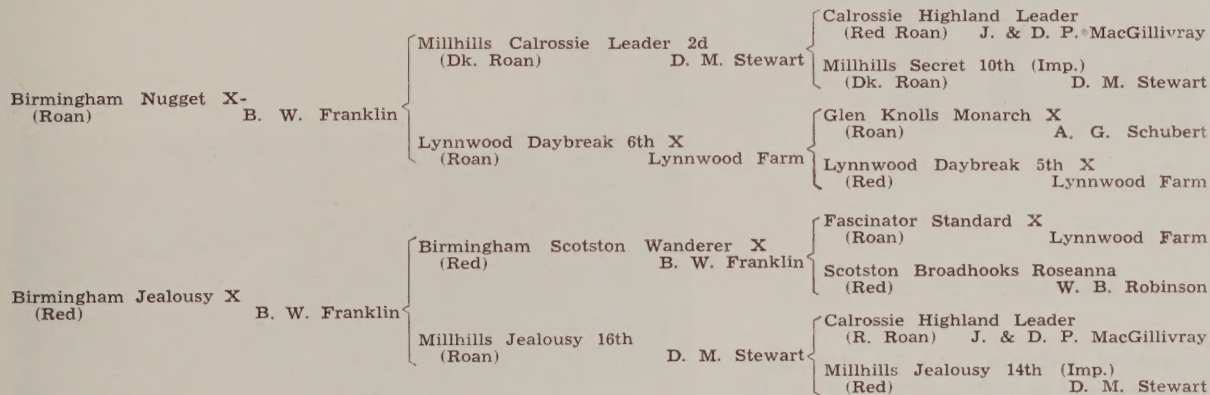 Birmingham Nugget X-
(Roan) B. W. Franklin
Millhills Calrossie Leader 2d
(Dk. Roan) D. M. Stewart
Calrossie Highland Leader
(Red Roan) J. & D. P. MacGillivray
Millhills Secret 10th (Imp.)
(Dk. Roan) D. M. Stewart
Lynnwood Daybreak 6th X
(Roan) Lynnwood Farm
Glen Knolls Monarch X
(Roan) A. G. Schubert
Lynnwood Daybreak 5th X
(Red) Lynnwood Farm
Birmingham Jealousy X
(Red) B. W. Franklin
Birmingham Scotston Wanderer X
(Red) B. W. Franklin
Fascinator Standard X
(Roan) Lynnwood Farm
Scotston Broadhooks Roseanna
(Red) W. B. Robinson
Millhills Jealousy 16th
(Roan) D. M. Stewart
Calrossie Highland Leader
(R. Roan) J. & D. P. MacGillivray
Millhills Jealousy 14th (Imp.)
(Red) D. M. Stewart